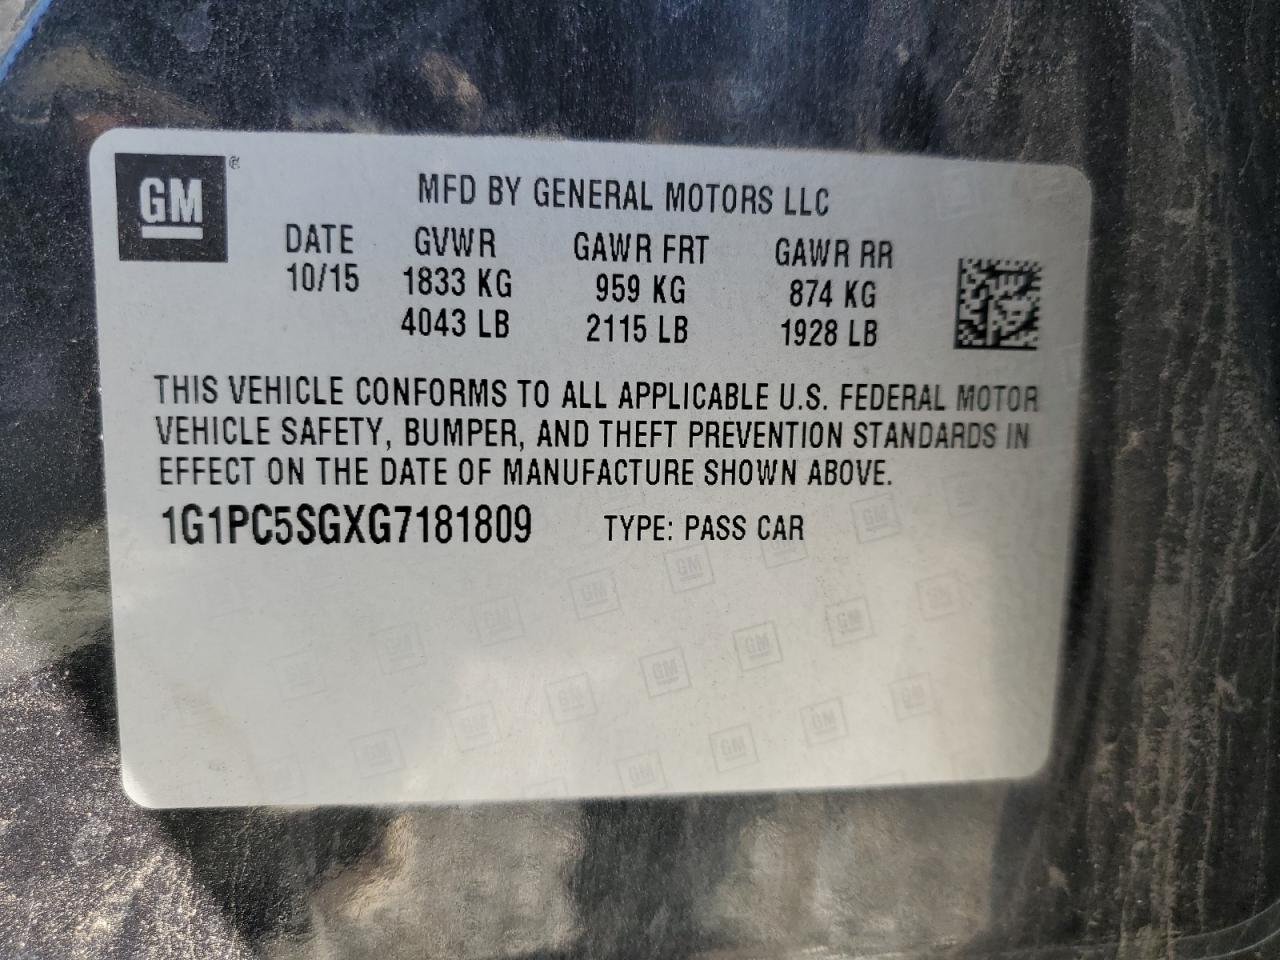 GM®
MFD BY GENERAL MOTORS LLC
DATE GVWR GAWR FRT GAWR RR
10/15 1833 KG 959 KG 874 KG
4043 LB 2115 LB 1928 LB
THIS VEHICLE CONFORMS TO ALL APPLICABLE U.S. FEDERAL MOTOR
VEHICLE SAFETY, BUMPER, AND THEFT PREVENTION STANDARDS IN
EFFECT ON THE DATE OF MANUFACTURE SHOWN ABOVE.
1G1PC5SGXG7181809 TYPE: PASS CAR